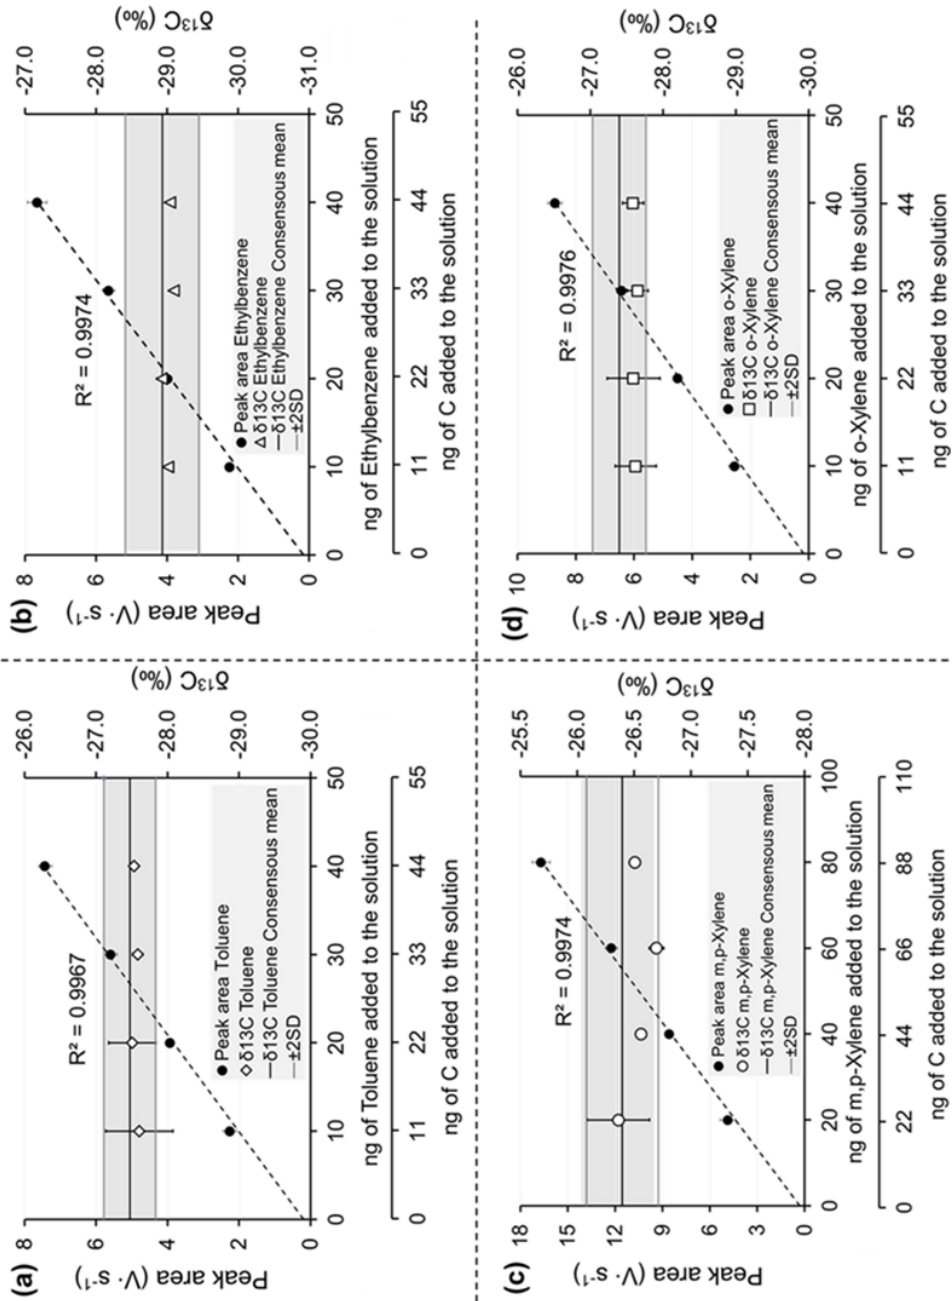 (a)
R² = 0.9967
Peak area (V· s⁻¹)
8
6
4
2
0
-26.0
-27.0
-28.0
-29.0
-30.0
δ¹³C (‰)
Peak area Toluene
δ13C Toluene
δ13C Toluene Consensous mean
±2SD
0 10 20 30 40 50
ng of Toluene added to the solution
0 11 22 33 44 55
ng of C added to the solution
(b)
R² = 0.9974
Peak area (V· s⁻¹)
8
6
4
2
0
-27.0
-28.0
-29.0
-30.0
-31.0
δ¹³C (‰)
Peak area Ethylbenzene
δ13C Ethylbenzene
δ13C Ethylbenzene Consensous mean
±2SD
0 10 20 30 40 50
ng of Ethylbenzene added to the solution
0 11 22 33 44 55
ng of C added to the solution
(c)
R² = 0.9974
Peak area (V· s⁻¹)
18
15
12
9
6
3
0
-25.5
-26.0
-26.5
-27.0
-27.5
-28.0
δ¹³C (‰)
Peak area m,p-Xylene
δ13C m,p-Xylene
δ13C m,p-Xylene Consensous mean
±2SD
0 20 40 60 80 100
ng of m,p-Xylene added to the solution
0 22 44 66 88 110
ng of C added to the solution
(d)
R² = 0.9976
Peak area (V· s⁻¹)
10
8
6
4
2
0
-26.0
-27.0
-28.0
-29.0
-30.0
δ¹³C (‰)
Peak area o-Xylene
δ13C o-Xylene
δ13C o-Xylene Consensous mean
±2SD
0 10 20 30 40 50
ng of o-Xylene added to the solution
0 11 22 33 44 55
ng of C added to the solution